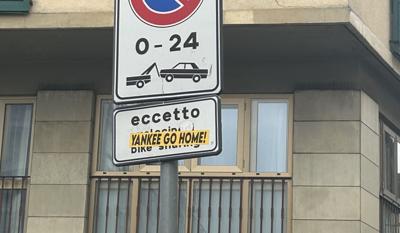 0-24
eccetto
YANKEE GO HOME!
bike sharing